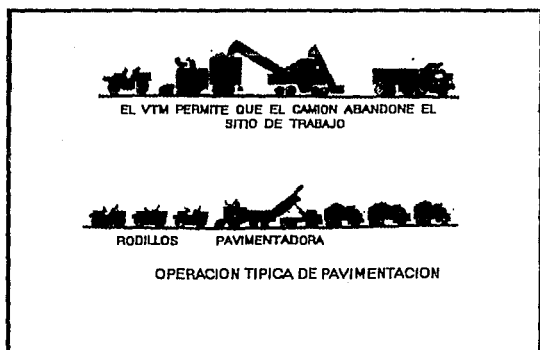 EL VTM PERMITE QUE EL CAMION ABANDONE EL
SITIO DE TRABAJO
RODILLOS PAVIMENTADORA
OPERACION TIPICA DE PAVIMENTACION